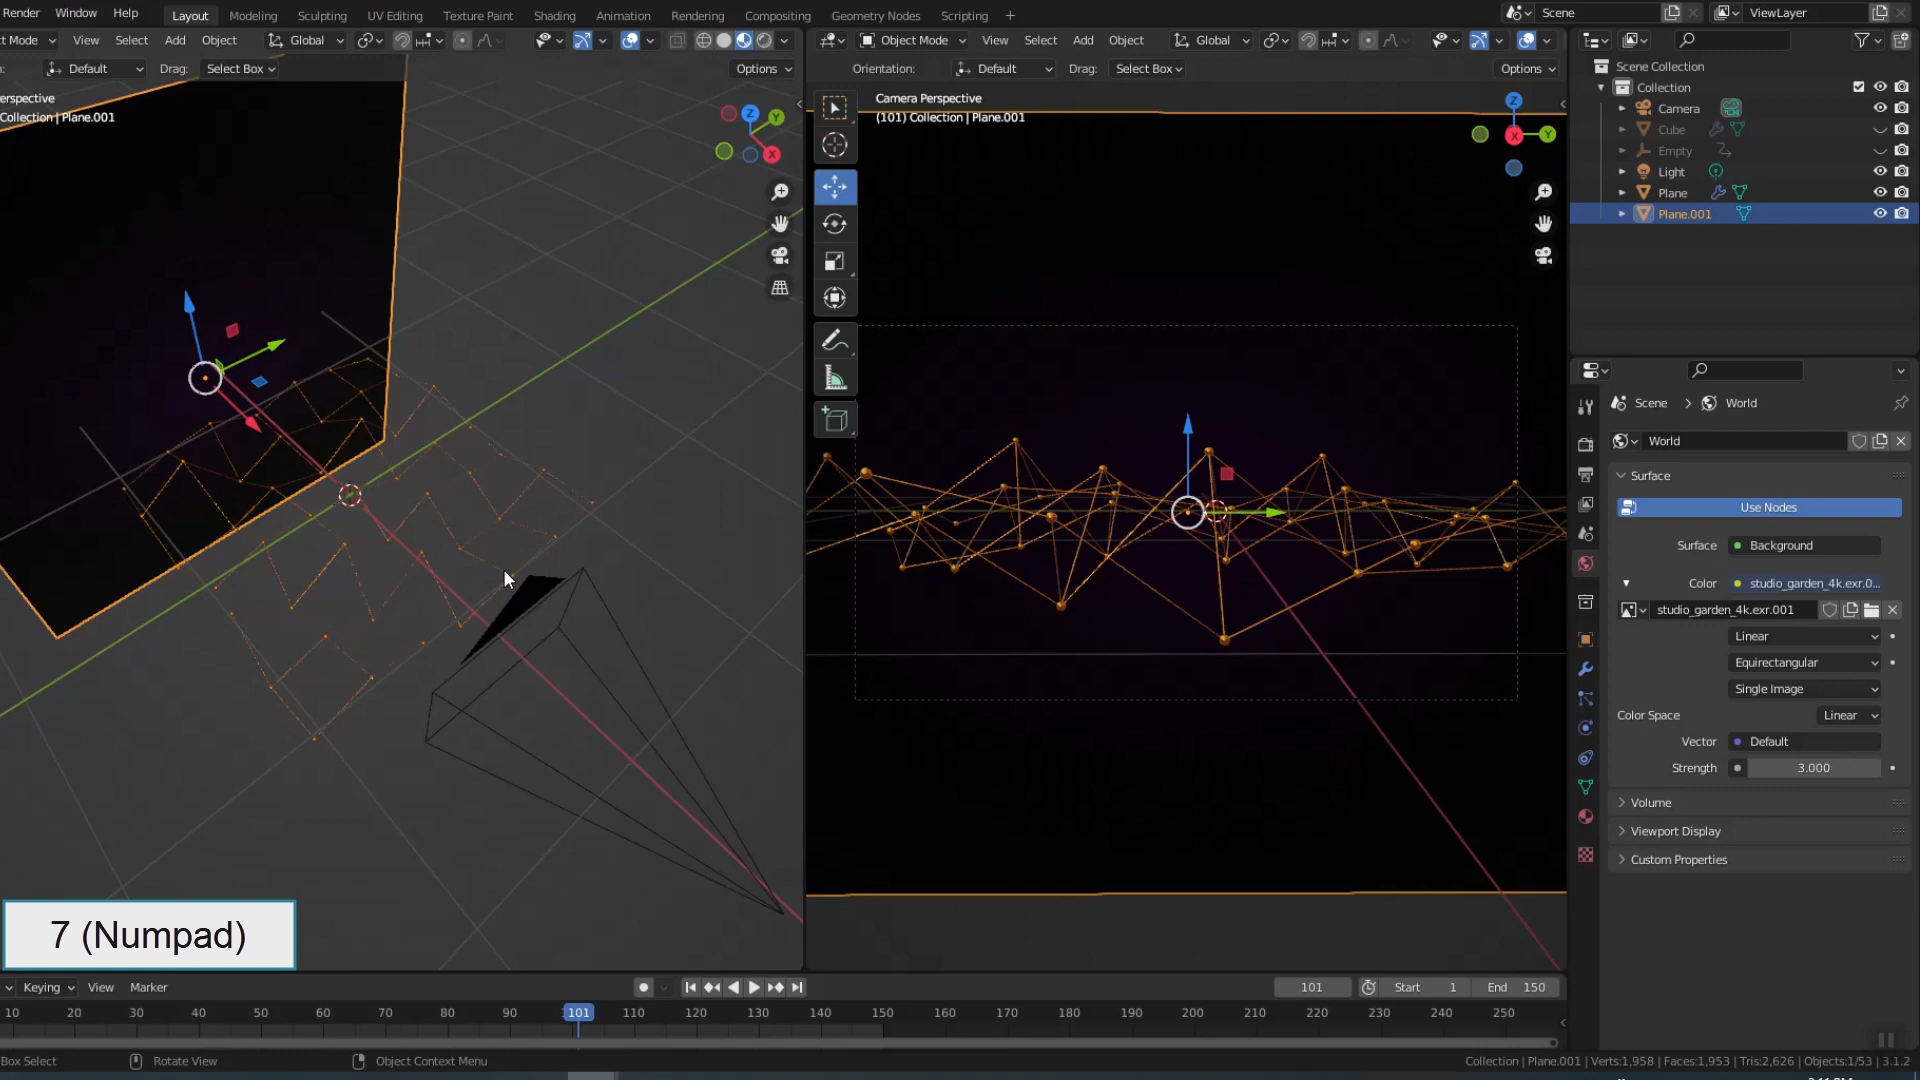 Render Window Help Layout Modeling Sculpting UV Editing Texture Paint Shading Animation Rendering Compositing Geometry Nodes Scripting + Scene ViewLayer
ct Mode View Select Add Object Global Object Mode View Select Add Object Global
Default Drag: Select Box Options Orientation: Default Drag: Select Box Options
erspective
Collection | Plane.001
Camera Perspective
(101) Collection | Plane.001
Z
Y
X
Z
X
Y
Scene Collection
Collection
Camera
Cube
Empty
Light
Plane
Plane.001
Scene > World
World
Surface
Use Nodes
Surface Background
Color studio_garden_4k.exr.0...
studio_garden_4k.exr.001
Linear
Equirectangular
Single Image
Color Space Linear
Vector Default
Strength 3.000
Volume
Viewport Display
Custom Properties
7 (Numpad)
Keying View Marker 101 Start 1 End 150
10 20 30 40 50 60 70 80 90 101 110 120 130 140 150 160 170 180 190 200 210 220 230 240 250
Box Select Rotate View Object Context Menu Collection | Plane.001 | Verts:1,958 | Faces:1,953 | Tris:2,626 | Objects:1/53 | 3.1.2